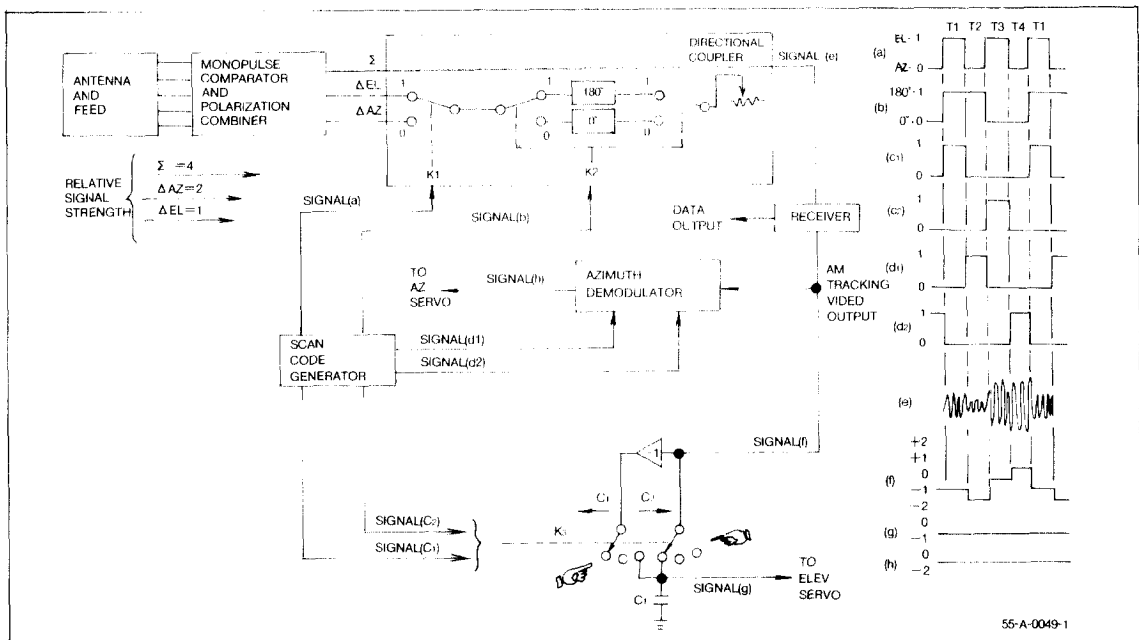 ANTENNA
AND
FEED
MONOPULSE
COMPARATOR
AND
POLARIZATION
COMBINER
Σ
ΔEL
ΔAZ
1
0
K1
1
0
180°
0°
1
0
K2
DIRECTIONAL
COUPLER
SIGNAL (e)
RELATIVE
SIGNAL
STRENGTH
Σ =4
ΔAZ=2
ΔEL=1
SIGNAL(a)
SIGNAL(b)
DATA
OUTPUT
RECEIVER
TO
AZ
SERVO
SIGNAL(h)
AZIMUTH
DEMODULATOR
AM
TRACKING
VIDEO
OUTPUT
SCAN
CODE
GENERATOR
SIGNAL(d1)
SIGNAL(d2)
SIGNAL(f)
-1
C1
SIGNAL(C2)
SIGNAL(C1)
K3
C1
SIGNAL(g)
TO
ELEV
SERVO
T1 T2 T3 T4 T1
(a) EL- 1
AZ- 0
(b) 180°- 1
0°- 0
(c1) 1
0
(c2) 1
0
(d1) 1
0
(d2) 1
0
(e)
(f) +2
+1
0
-1
-2
(g) 0
-1
(h) 0
-2
55-A-0049-1